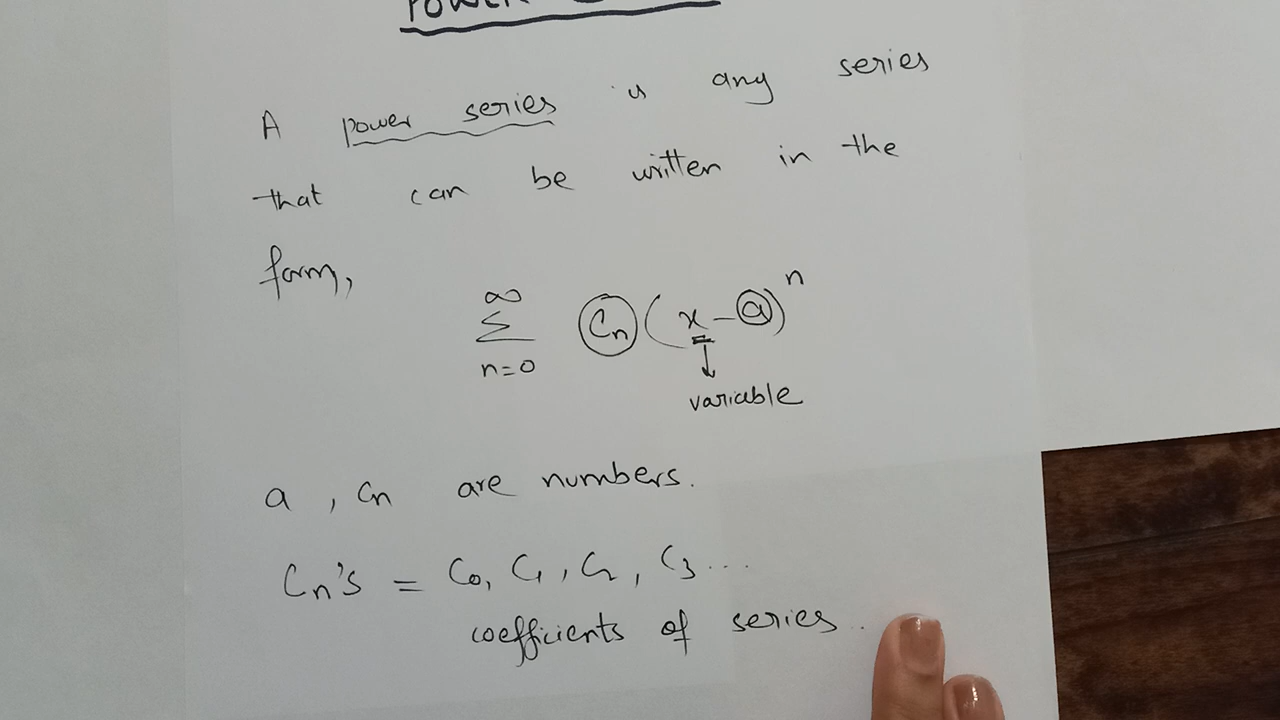 POWER
A power series is any series
that can be written in the
form,
∞
Σ Cn (x - a)^n
n=0
variable
a , Cn are numbers.
Cn's = C0, C1, C2, C3 ...
coefficients of series..